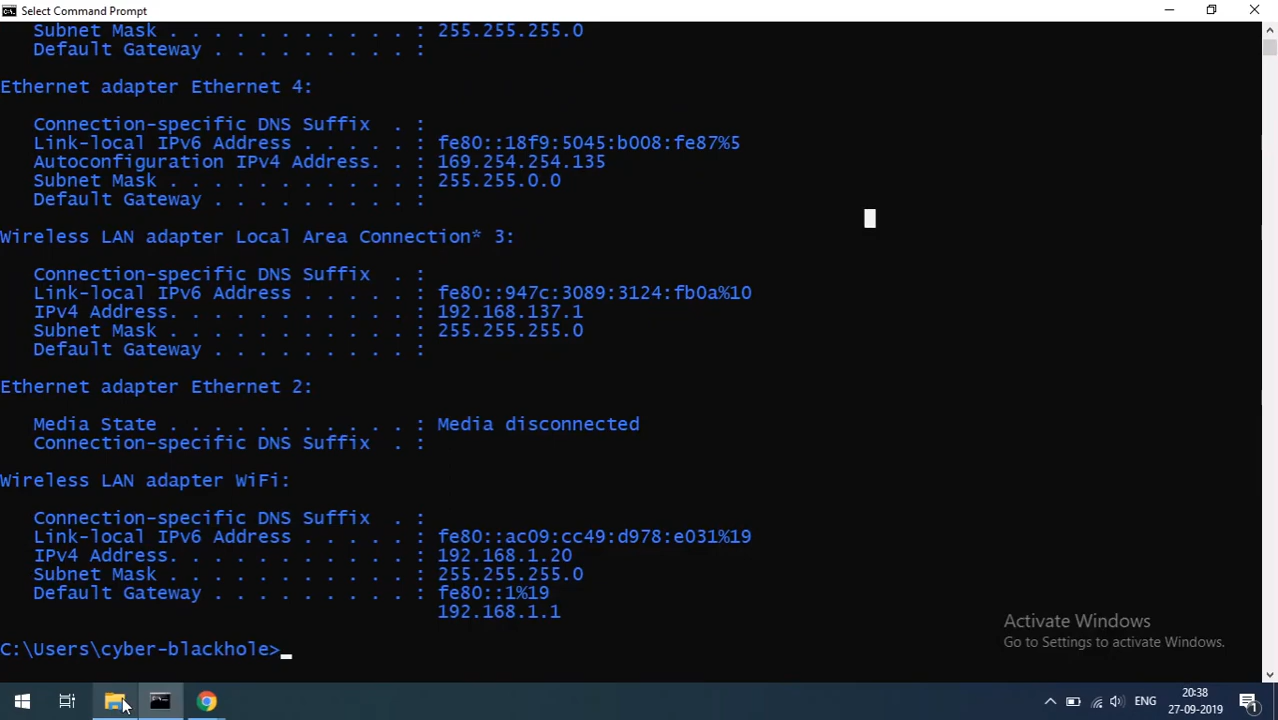 Select Command Prompt
Subnet Mask . . . . . . . . . . . : 255.255.255.0
Default Gateway . . . . . . . . . :
Ethernet adapter Ethernet 4:
Connection-specific DNS Suffix  . :
Link-local IPv6 Address . . . . . : fe80::18f9:5045:b008:fe87%5
Autoconfiguration IPv4 Address. . : 169.254.254.135
Subnet Mask . . . . . . . . . . . : 255.255.0.0
Default Gateway . . . . . . . . . :
Wireless LAN adapter Local Area Connection* 3:
Connection-specific DNS Suffix  . :
Link-local IPv6 Address . . . . . : fe80::947c:3089:3124:fb0a%10
IPv4 Address. . . . . . . . . . . : 192.168.137.1
Subnet Mask . . . . . . . . . . . : 255.255.255.0
Default Gateway . . . . . . . . . :
Ethernet adapter Ethernet 2:
Media State . . . . . . . . . . . : Media disconnected
Connection-specific DNS Suffix  . :
Wireless LAN adapter WiFi:
Connection-specific DNS Suffix  . :
Link-local IPv6 Address . . . . . : fe80::ac09:cc49:d978:e031%19
IPv4 Address. . . . . . . . . . . : 192.168.1.20
Subnet Mask . . . . . . . . . . . : 255.255.255.0
Default Gateway . . . . . . . . . : fe80::1%19
192.168.1.1
C:\Users\cyber-blackhole>
Activate Windows
Go to Settings to activate Windows.
ENG
20:38
27-09-2019
1